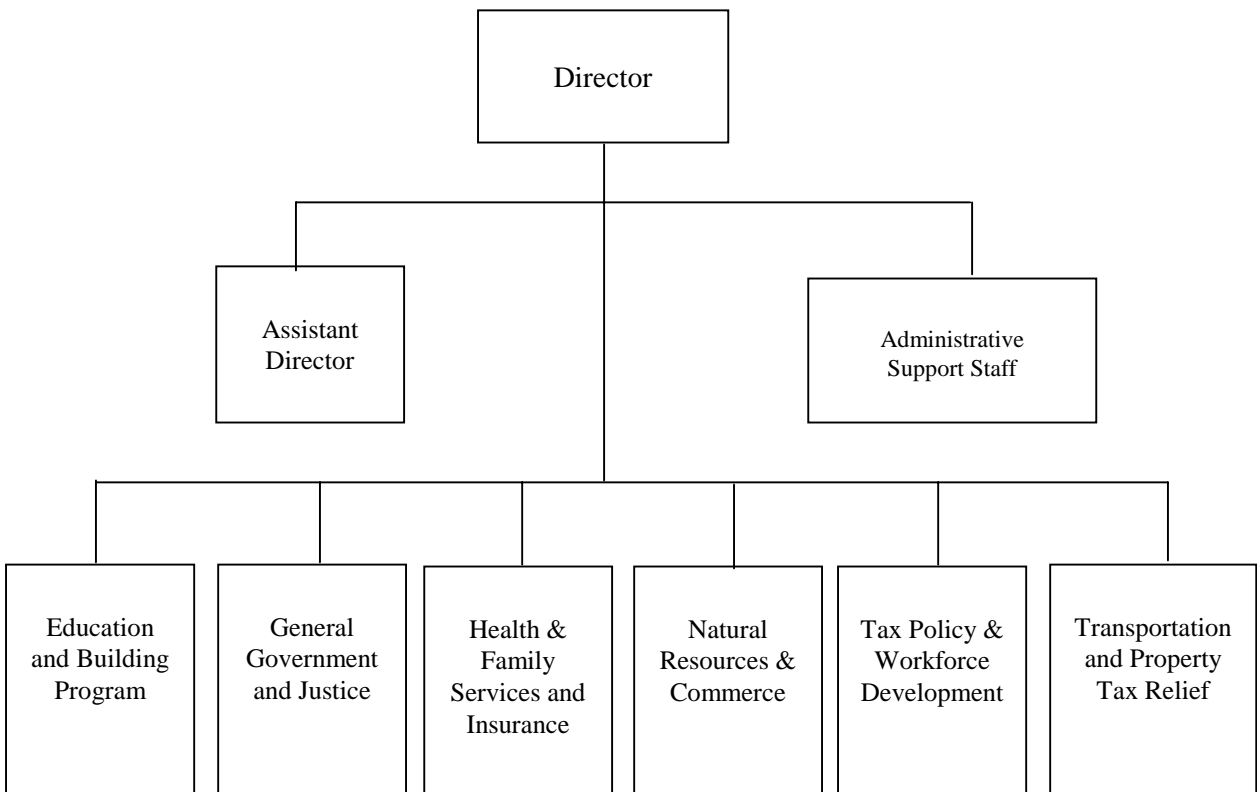 Director
Assistant
Director
Administrative
Support Staff
Education
and Building
Program
General
Government
and Justice
Health &
Family
Services and
Insurance
Natural
Resources &
Commerce
Tax Policy &
Workforce
Development
Transportation
and Property
Tax Relief